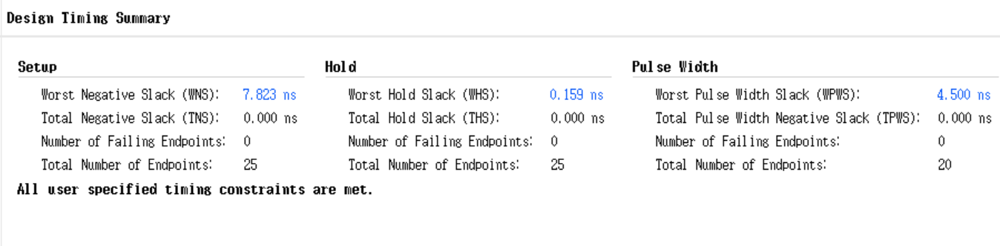 Design Timing Summary
Setup
Hold
Pulse Width
Worst Negative Slack (WNS): 7.823 ns
Worst Hold Slack (WHS): 0.159 ns
Worst Pulse Width Slack (WPWS): 4.500 ns
Total Negative Slack (TNS): 0.000 ns
Total Hold Slack (THS): 0.000 ns
Total Pulse Width Negative Slack (TPWS): 0.000 ns
Number of Failing Endpoints: 0
Number of Failing Endpoints: 0
Number of Failing Endpoints: 0
Total Number of Endpoints: 25
Total Number of Endpoints: 25
Total Number of Endpoints: 20
All user specified timing constraints are met.